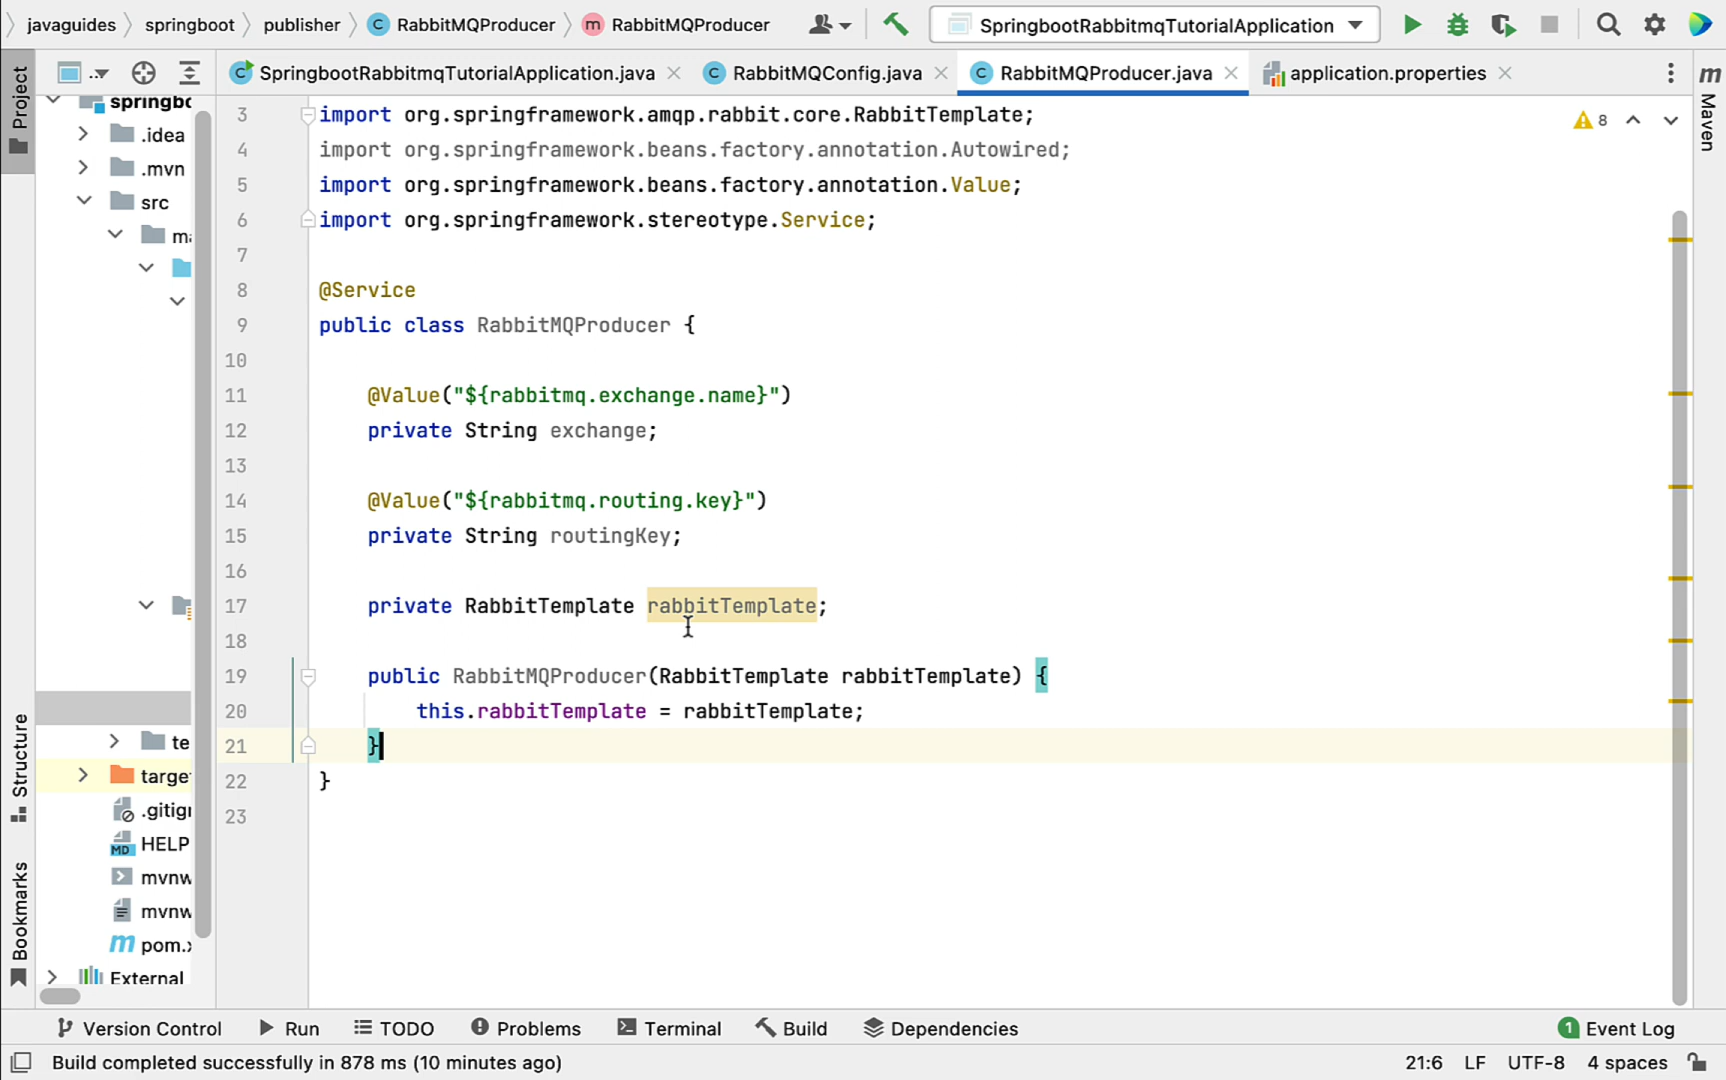 javaguides springboot publisher RabbitMQProducer RabbitMQProducer SpringbootRabbitmqTutorialApplication
SpringbootRabbitmqTutorialApplication.java RabbitMQConfig.java RabbitMQProducer.java application.properties
Project
Structure
Bookmarks
springbo
.idea
.mvn
src
ma
te
targe
.gitigr
HELP
MD
mvnw
mvnw
m pom.x
External
3 import org.springframework.amqp.rabbit.core.RabbitTemplate;
4 import org.springframework.beans.factory.annotation.Autowired;
5 import org.springframework.beans.factory.annotation.Value;
6 import org.springframework.stereotype.Service;
7
8 @Service
9 public class RabbitMQProducer {
10
11 @Value("${rabbitmq.exchange.name}")
12 private String exchange;
13
14 @Value("${rabbitmq.routing.key}")
15 private String routingKey;
16
17 private RabbitTemplate rabbitTemplate;
18
19 public RabbitMQProducer(RabbitTemplate rabbitTemplate) {
20 this.rabbitTemplate = rabbitTemplate;
21 }
22 }
23
8
m Maven
Version Control Run TODO Problems Terminal Build Dependencies 1 Event Log
Build completed successfully in 878 ms (10 minutes ago) 21:6 LF UTF-8 4 spaces